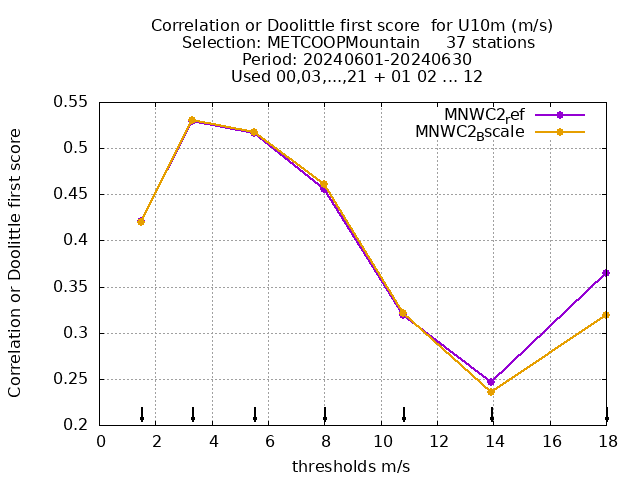 Correlation or Doolittle first score  for U10m (m/s)
Selection: METCOOPMountain     37 stations
Period: 20240601-20240630
Used 00,03,...,21 + 01 02 ... 12
MNWC2ref
MNWC2Bscale
Correlation or Doolittle first score
0.55
0.5
0.45
0.4
0.35
0.3
0.25
0.2
0 2 4 6 8 10 12 14 16 18
thresholds m/s